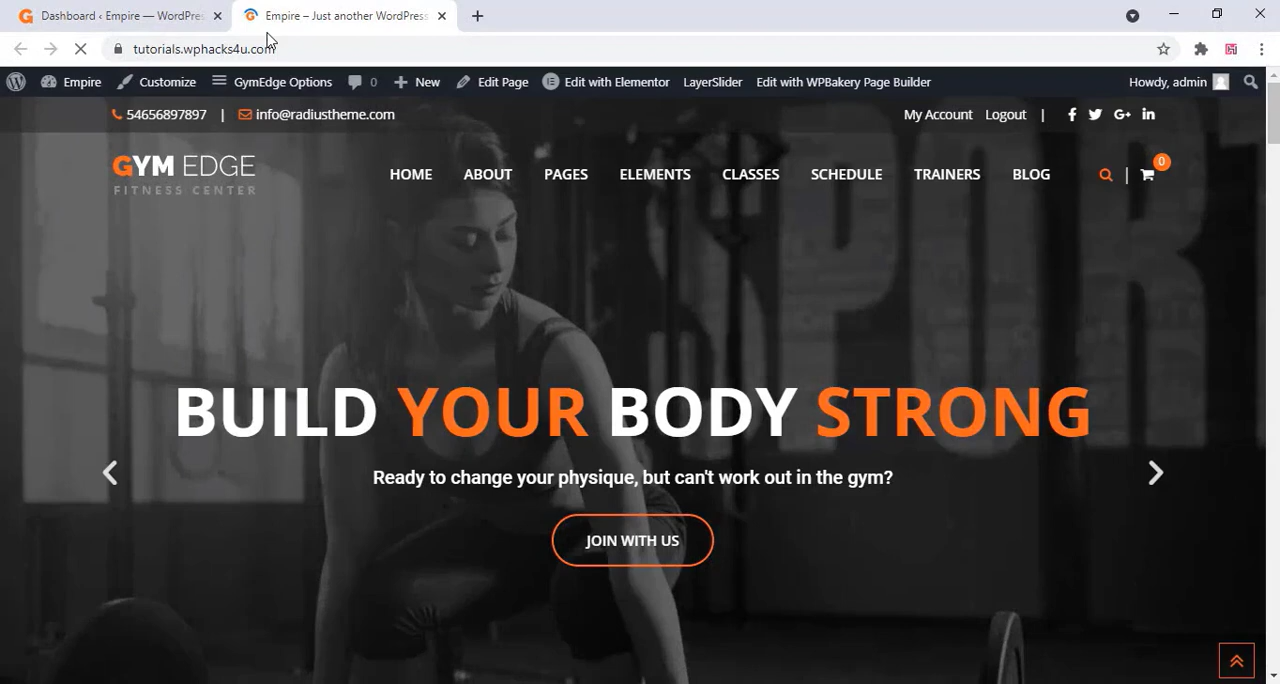 Dashboard ‹ Empire — WordPres
Empire – Just another WordPress
tutorials.wphacks4u.com
Empire
Customize
GymEdge Options
0
New
Edit Page
Edit with Elementor
LayerSlider
Edit with WPBakery Page Builder
Howdy, admin
54656897897 | info@radiustheme.com
My Account Logout |
GYM EDGE
FITNESS CENTER
HOME ABOUT PAGES ELEMENTS CLASSES SCHEDULE TRAINERS BLOG | 0
SPORT
BUILD YOUR BODY STRONG
Ready to change your physique, but can't work out in the gym?
JOIN WITH US